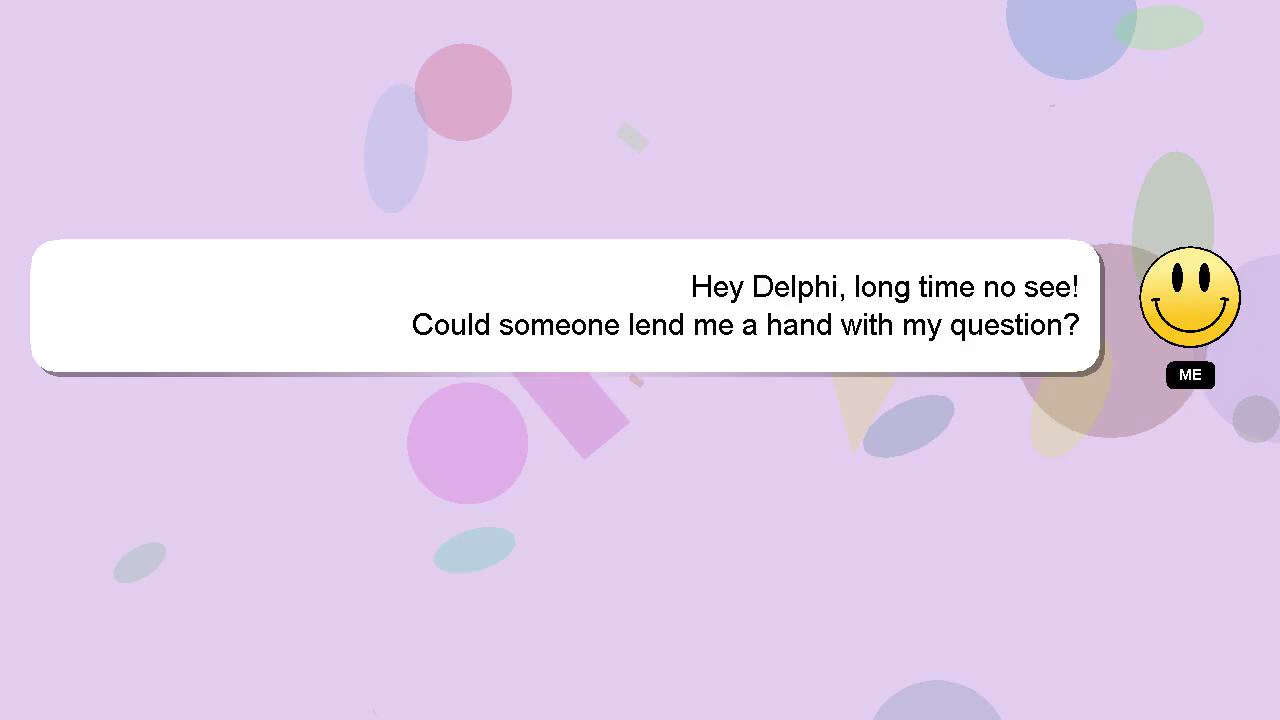 Hey Delphi, long time no see!
Could someone lend me a hand with my question?
ME